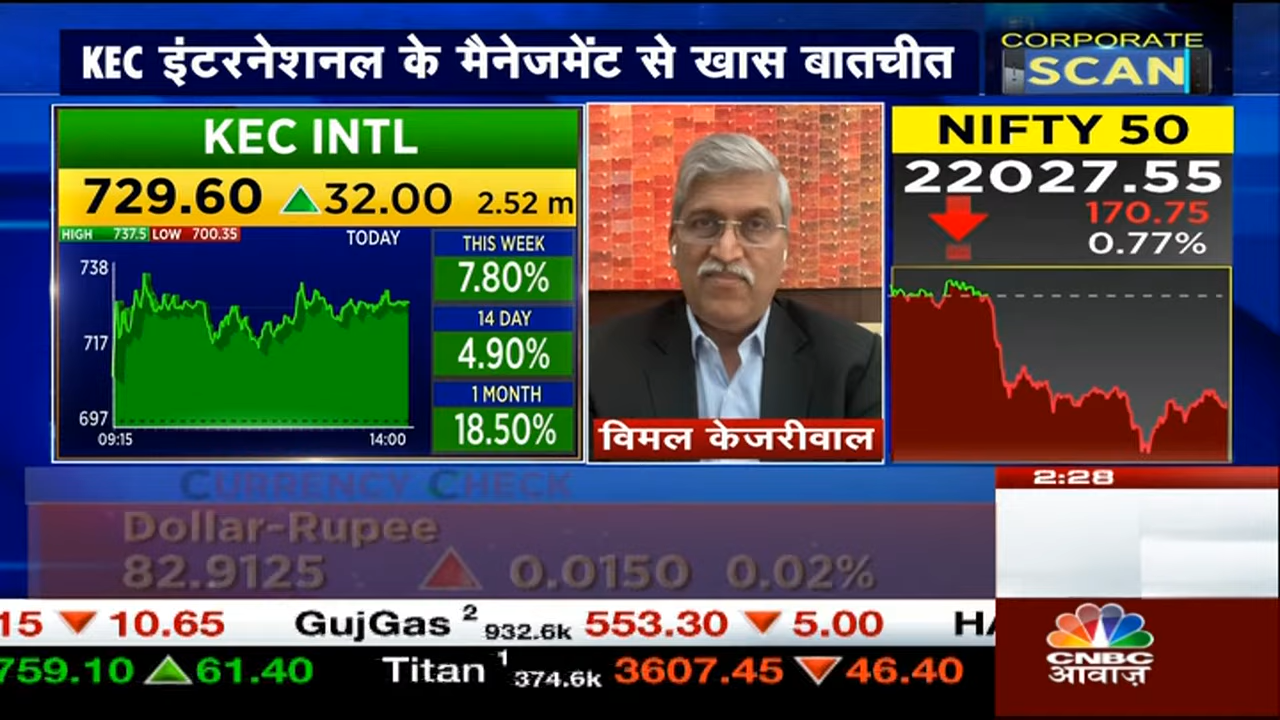 KEC इंटरनेशनल के मैनेजमेंट से खास बातचीत
CORPORATE
SCAN
KEC INTL
729.60 ▲32.00 2.52 m
HIGH 737.5 LOW 700.35
TODAY
738
717
697
09:15 14:00
THIS WEEK
7.80%
14 DAY
4.90%
1 MONTH
18.50%
विमल केजरीवाल
NIFTY 50
22027.55
170.75
0.77%
CURRENCY CHECK
Dollar-Rupee
82.9125 ▲ 0.0150 0.02%
2:28
15 ▼ 10.65 GujGas 2 932.6k 553.30 ▼ 5.00 HA
759.10 ▲ 61.40 Titan 1 374.6k 3607.45 ▼ 46.40
CNBC
आवाज़